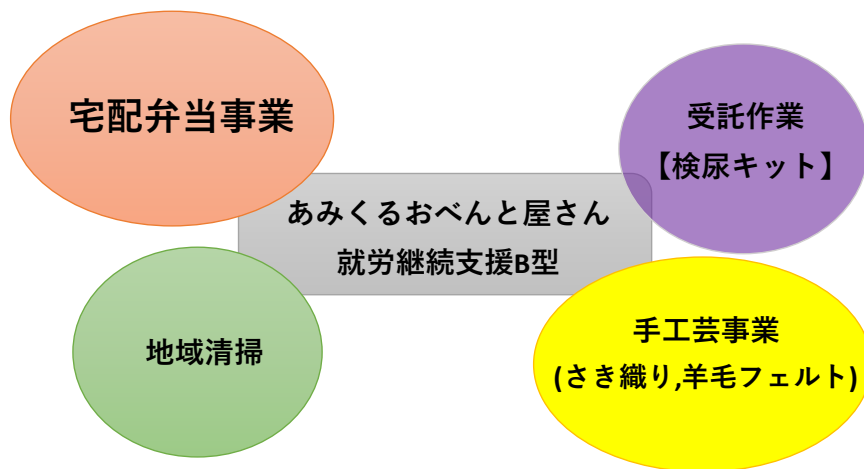 宅配弁当事業
受託作業
【検尿キット】
あみくるおべんと屋さん
就労継続支援B型
地域清掃
手工芸事業
(さき織り,羊毛フェルト)